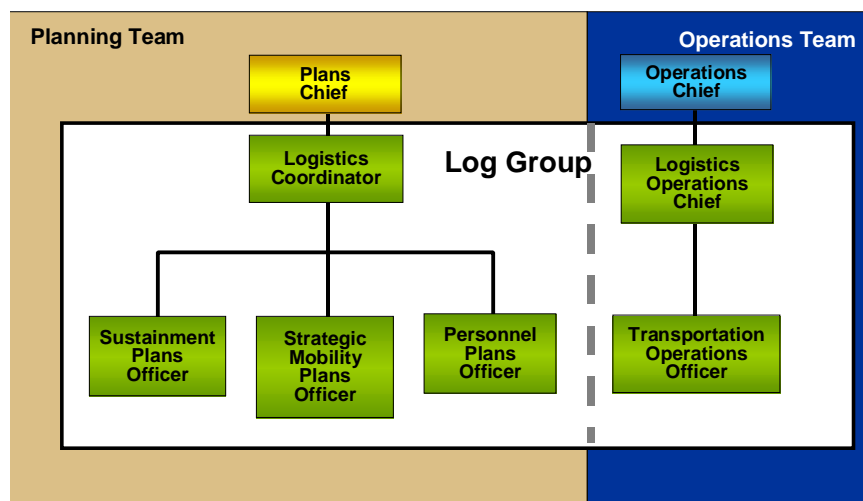 Planning Team
Operations Team
Plans
Chief
Operations
Chief
Logistics
Coordinator
Log Group
Logistics
Operations
Chief
Sustainment
Plans
Officer
Strategic
Mobility
Plans
Officer
Personnel
Plans
Officer
Transportation
Operations
Officer